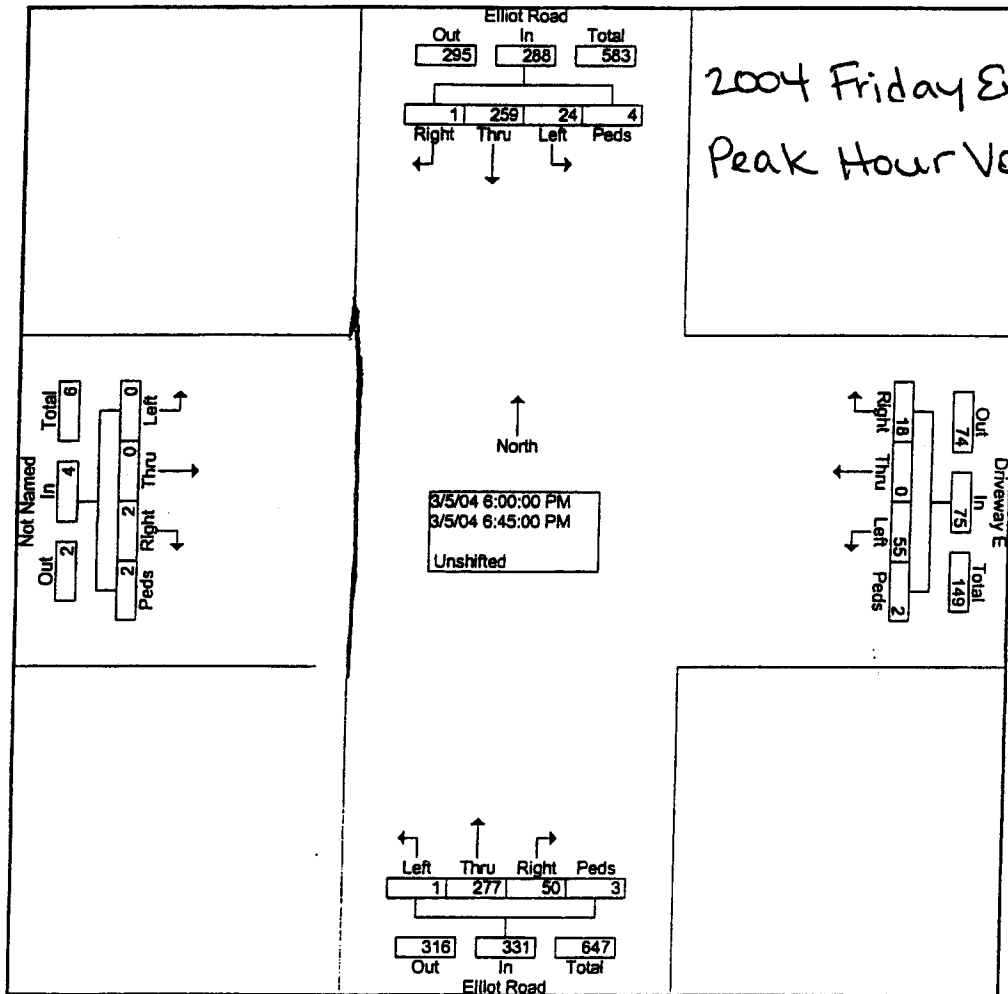 Elliot Road
Out In Total
295 288 583
1 259 24 4
Right Thru Left Peds
2004 Friday
Peak Hour
Total In Out
6 4 2
Not Named
0 0 2 2
Left Thru Right Peds
North
3/5/04 6:00:00 PM
3/5/04 6:45:00 PM
Unshifted
Right Thru Left Peds
18 0 55 2
Out In Total
74 75 149
Driveway E
Left Thru Right Peds
1 277 50 3
316 331 647
Out In Total
Elliot Road